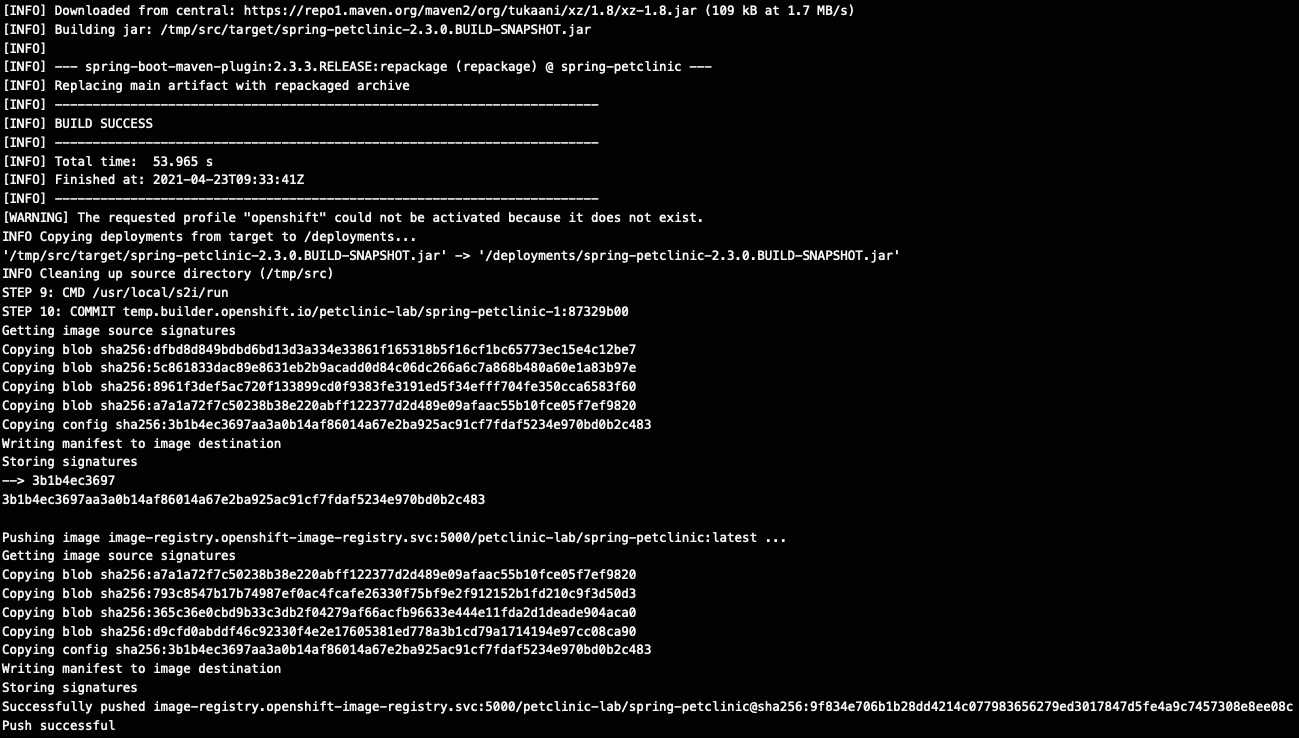 [INFO] Downloaded from central: https://repo1.maven.org/maven2/org/tukaani/xz/1.8/xz-1.8.jar (109 kB at 1.7 MB/s)
[INFO] Building jar: /tmp/src/target/spring-petclinic-2.3.0.BUILD-SNAPSHOT.jar
[INFO]
[INFO] --- spring-boot-maven-plugin:2.3.3.RELEASE:repackage (repackage) @ spring-petclinic ---
[INFO] Replacing main artifact with repackaged archive
[INFO] ------------------------------------------------------------------------
[INFO] BUILD SUCCESS
[INFO] ------------------------------------------------------------------------
[INFO] Total time:  53.965 s
[INFO] Finished at: 2021-04-23T09:33:41Z
[INFO] ------------------------------------------------------------------------
[WARNING] The requested profile "openshift" could not be activated because it does not exist.
INFO Copying deployments from target to /deployments...
'/tmp/src/target/spring-petclinic-2.3.0.BUILD-SNAPSHOT.jar' -> '/deployments/spring-petclinic-2.3.0.BUILD-SNAPSHOT.jar'
INFO Cleaning up source directory (/tmp/src)
STEP 9: CMD /usr/local/s2i/run
STEP 10: COMMIT temp.builder.openshift.io/petclinic-lab/spring-petclinic-1:87329b00
Getting image source signatures
Copying blob sha256:dfbd8d849bdbd6bd13d3a334e33861f165318b5f16cf1bc65773ec15e4c12be7
Copying blob sha256:5c861833dac89e8631eb2b9acadd0d84c06dc266a6c7a868b480a60e1a83b97e
Copying blob sha256:8961f3def5ac720f133899cd0f9383fe3191ed5f34efff704fe350cca6583f60
Copying blob sha256:a7a1a72f7c50238b38e220abff122377d2d489e09afaac55b10fce05f7ef9820
Copying config sha256:3b1b4ec3697aa3a0b14af86014a67e2ba925ac91cf7fdaf5234e970bd0b2c483
Writing manifest to image destination
Storing signatures
--> 3b1b4ec3697
3b1b4ec3697aa3a0b14af86014a67e2ba925ac91cf7fdaf5234e970bd0b2c483
Pushing image image-registry.openshift-image-registry.svc:5000/petclinic-lab/spring-petclinic:latest ...
Getting image source signatures
Copying blob sha256:a7a1a72f7c50238b38e220abff122377d2d489e09afaac55b10fce05f7ef9820
Copying blob sha256:793c8547b17b74987ef0ac4fcafe26330f75bf9e2f912152b1fd210c9f3d50d3
Copying blob sha256:365c36e0cbd9b33c3db2f04279af66acfb96633e444e11fda2d1deade904aca0
Copying blob sha256:d9cfd0abddf46c92330f4e2e17605381ed778a3b1cd79a1714194e97cc08ca90
Copying config sha256:3b1b4ec3697aa3a0b14af86014a67e2ba925ac91cf7fdaf5234e970bd0b2c483
Writing manifest to image destination
Storing signatures
Successfully pushed image-registry.openshift-image-registry.svc:5000/petclinic-lab/spring-petclinic@sha256:9f834e706b1b28dd4214c077983656279ed3017847d5fe4a9c7457308e8ee08c
Push successful